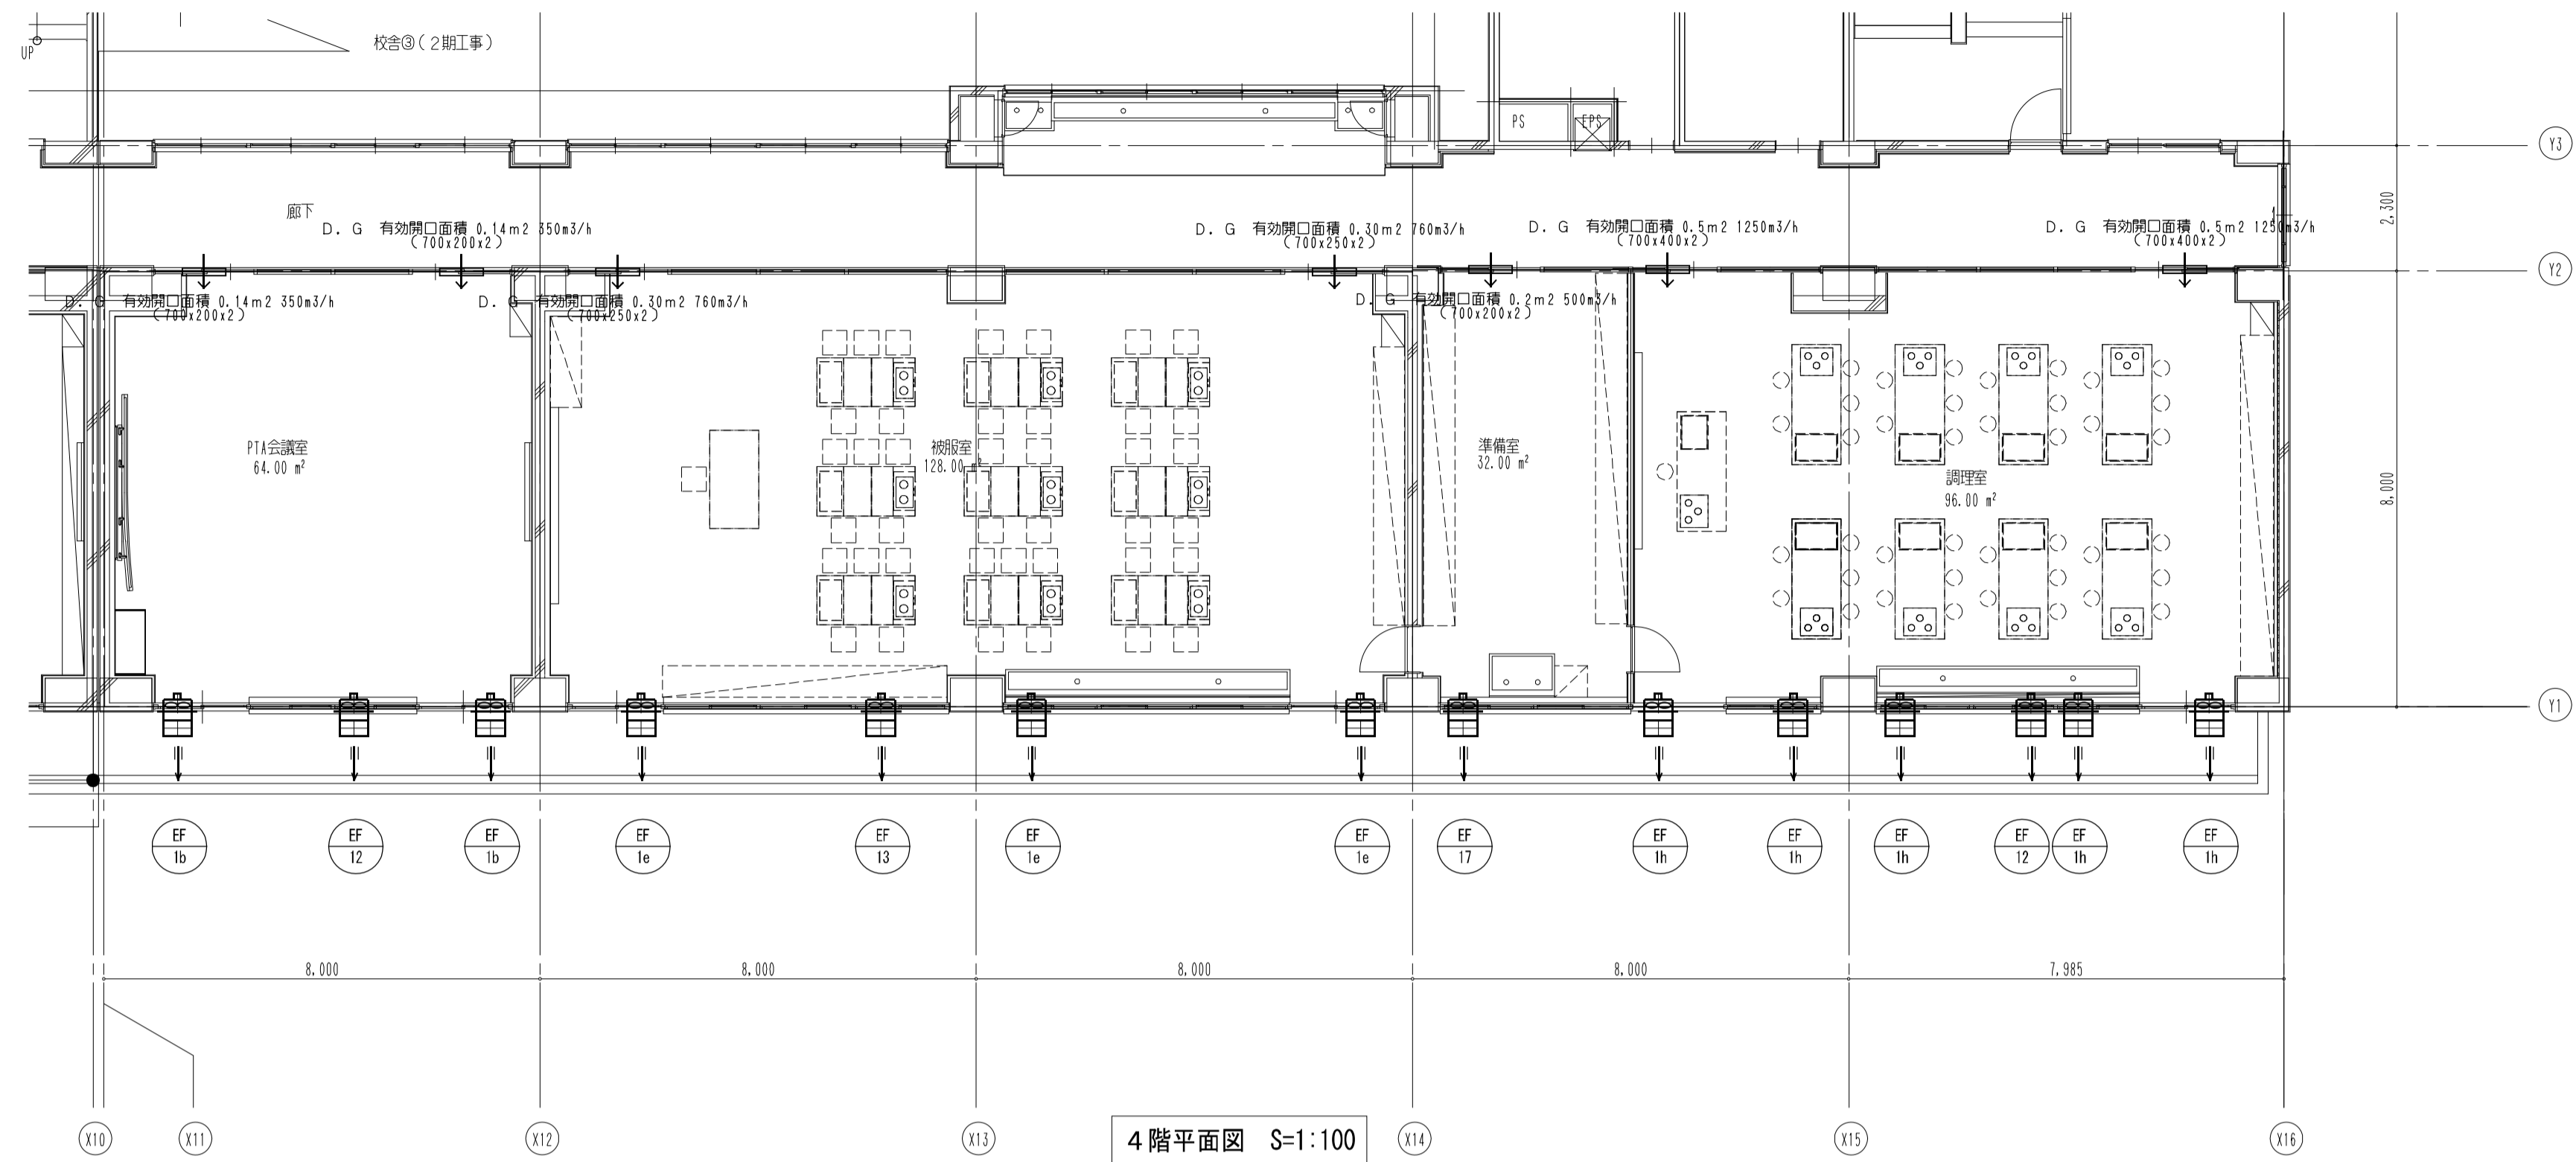 校舎③(2期工事)
UP
PS
EPS
Y3
廊下
D. G 有効開口面積 0.14m2 350m3/h
(700x200x2)
D. G 有効開口面積 0.30m2 760m3/h
(700x250x2)
D. G 有効開口面積 0.5m2 1250m3/h
(700x400x2)
D. G 有効開口面積 0.5m2 1250m3/h
(700x400x2)
2,300
Y2
D. G 有効開口面積 0.14m2 350m3/h
(700x200x2)
D. G 有効開口面積 0.30m2 760m3/h
(700x250x2)
D. G 有効開口面積 0.2m2 500m3/h
(700x200x2)
PTA会議室
64.00 m²
被服室
128.00 m²
準備室
32.00 m²
調理室
96.00 m²
8,000
Y1
EF
1b
EF
12
EF
1b
EF
1e
EF
13
EF
1e
EF
1e
EF
17
EF
1h
EF
1h
EF
1h
EF
12
EF
1h
EF
1h
8,000
8,000
8,000
8,000
7,985
X10
X11
X12
X13
4階平面図 S=1:100
X14
X15
X16